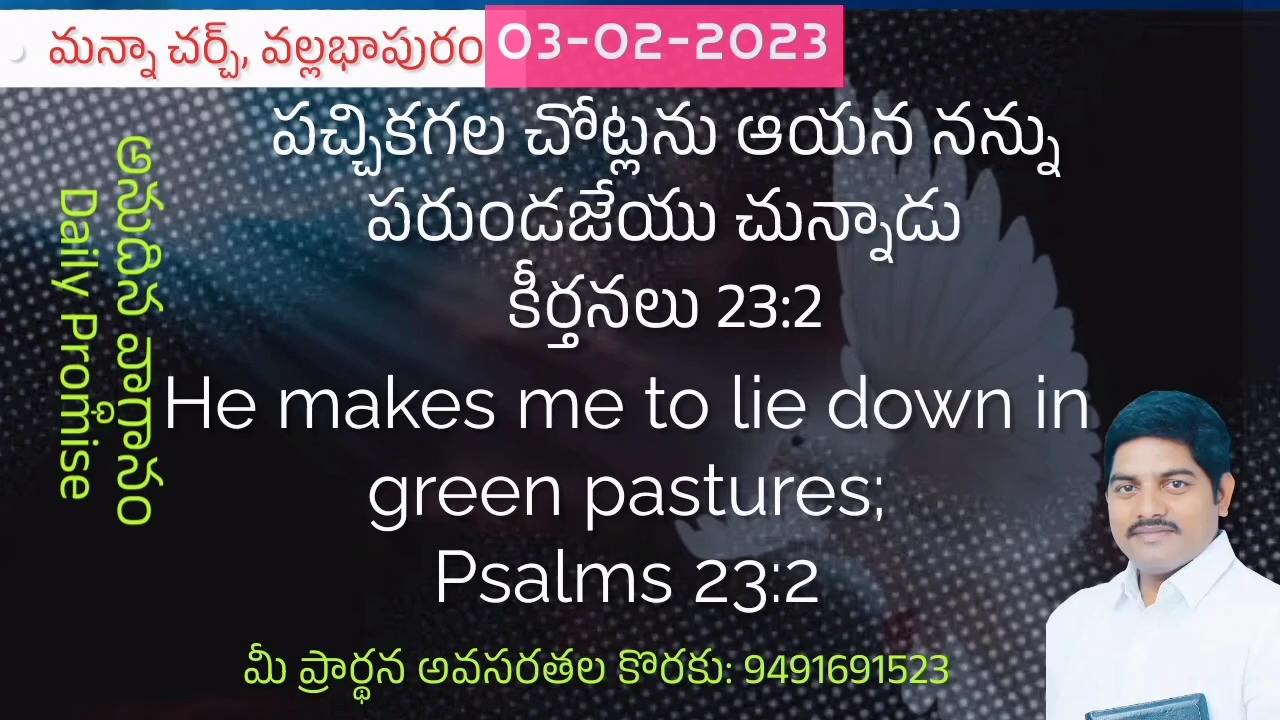 మన్నా చర్చ్, వల్లభాపురం
03-02-2023
అనుదిన వాగ్దానం
Daily Promise
పచ్చికగల చోట్లను ఆయన నన్ను
పరుండజేయు చున్నాడు
కీర్తనలు 23:2
He makes me to lie down in
green pastures;
Psalms 23:2
మీ ప్రార్థన అవసరతల కొరకు: 9491691523